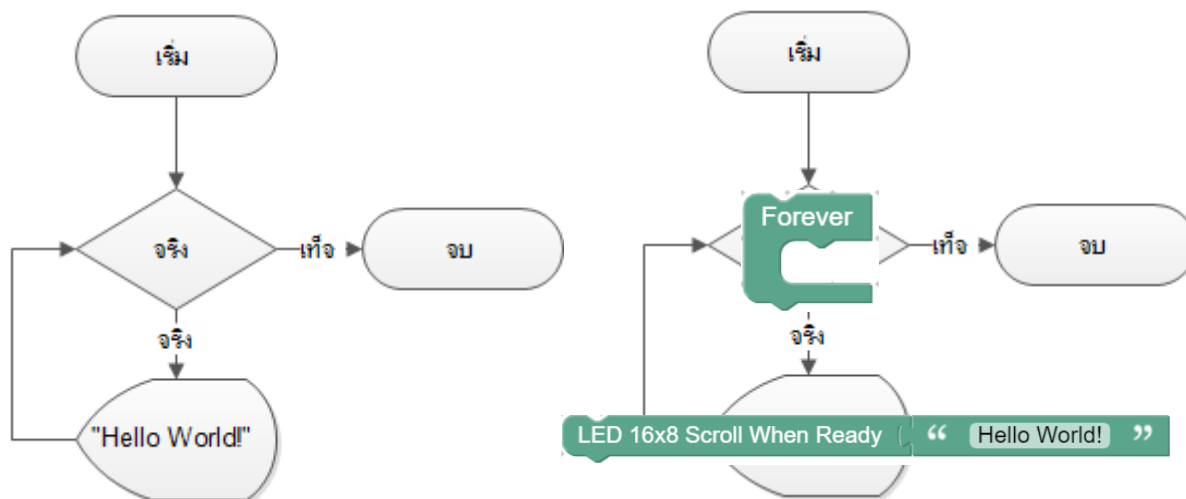 เริ่ม
จริง
เท็จ
จบ
จริง
"Hello World!"
เริ่ม
Forever
เท็จ
จบ
จริง
LED 16x8 Scroll When Ready “ Hello World! ”